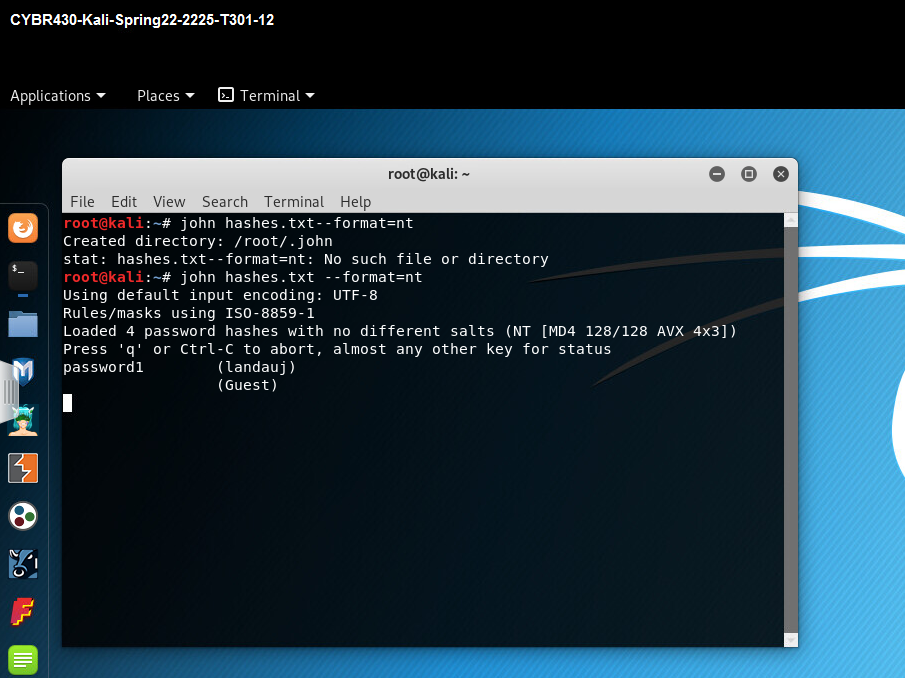 CYBR430-Kali-Spring22-2225-T301-12
Applications Places Terminal
root@kali: ~
File Edit View Search Terminal Help
root@kali:~# john hashes.txt--format=nt
Created directory: /root/.john
stat: hashes.txt--format=nt: No such file or directory
root@kali:~# john hashes.txt --format=nt
Using default input encoding: UTF-8
Rules/masks using ISO-8859-1
Loaded 4 password hashes with no different salts (NT [MD4 128/128 AVX 4x3])
Press 'q' or Ctrl-C to abort, almost any other key for status
password1        (landauj)
                 (Guest)